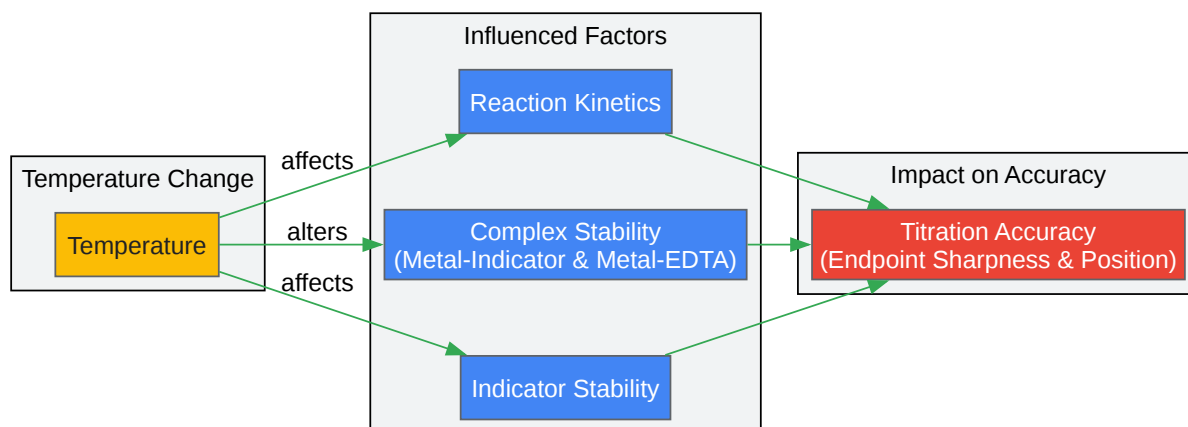 Temperature Change
Temperature
affects
alters
affects
Influenced Factors
Reaction Kinetics
Complex Stability
(Metal-Indicator & Metal-EDTA)
Indicator Stability
Impact on Accuracy
Titration Accuracy
(Endpoint Sharpness & Position)